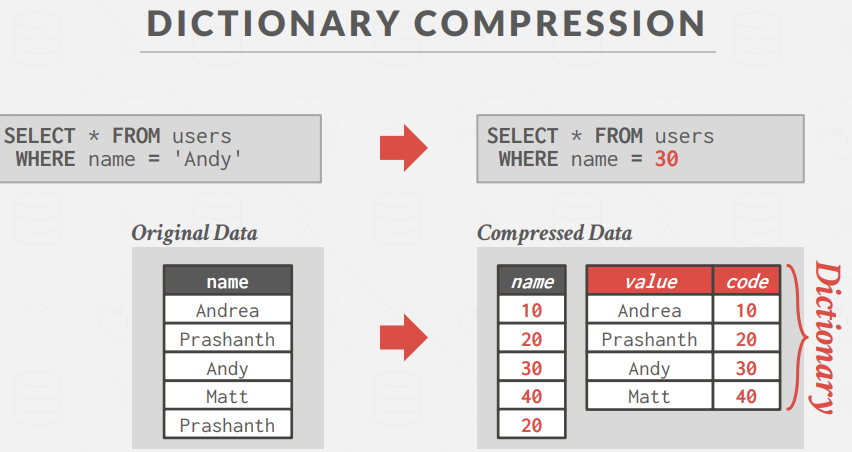 DICTIONARY COMPRESSION
SELECT * FROM users
WHERE name = 'Andy'
SELECT * FROM users
WHERE name = 30
Original Data
name
Andrea
Prashanth
Andy
Matt
Prashanth
Compressed Data
name
10
20
30
40
20
value code
Andrea 10
Prashanth 20
Andy 30
Matt 40
Dictionary